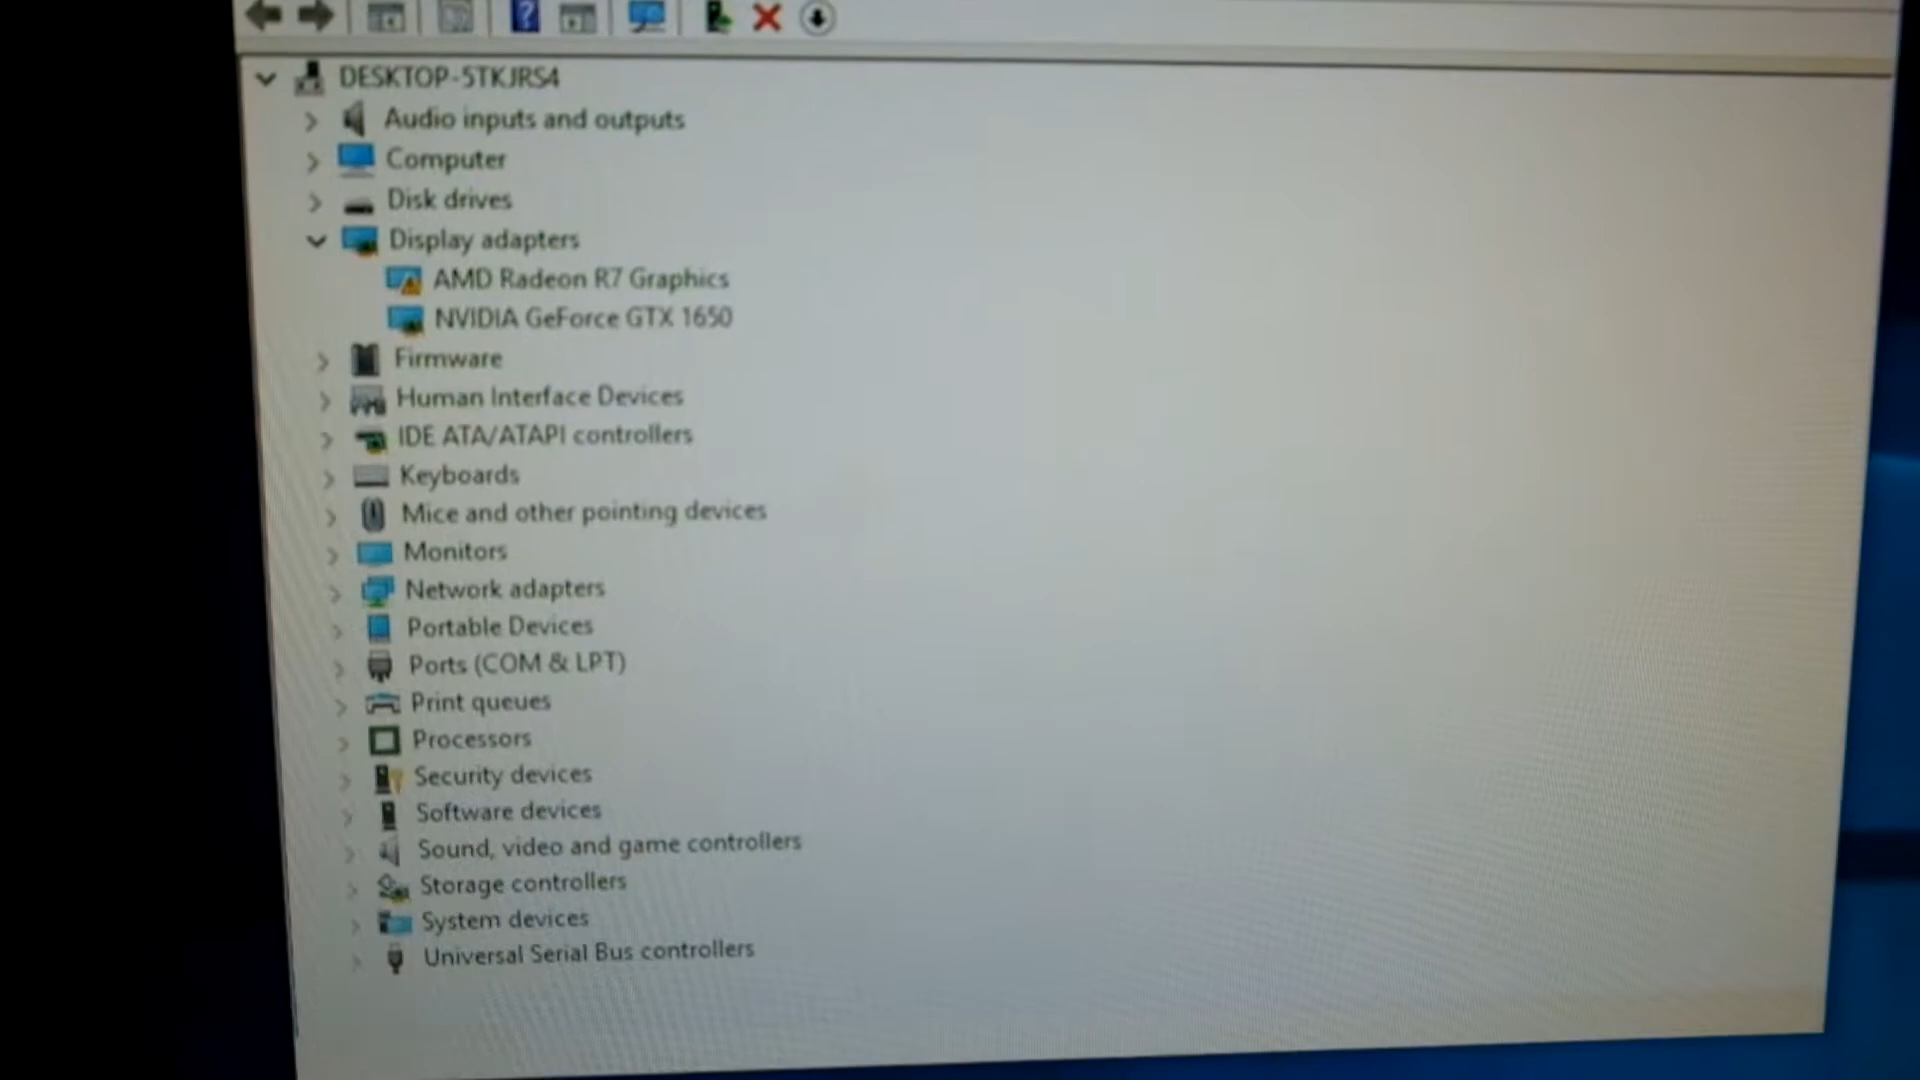 DESKTOP-5TKJRS4
Audio inputs and outputs
Computer
Disk drives
Display adapters
AMD Radeon R7 Graphics
NVIDIA GeForce GTX 1650
Firmware
Human Interface Devices
IDE ATA/ATAPI controllers
Keyboards
Mice and other pointing devices
Monitors
Network adapters
Portable Devices
Ports (COM & LPT)
Print queues
Processors
Security devices
Software devices
Sound, video and game controllers
Storage controllers
System devices
Universal Serial Bus controllers